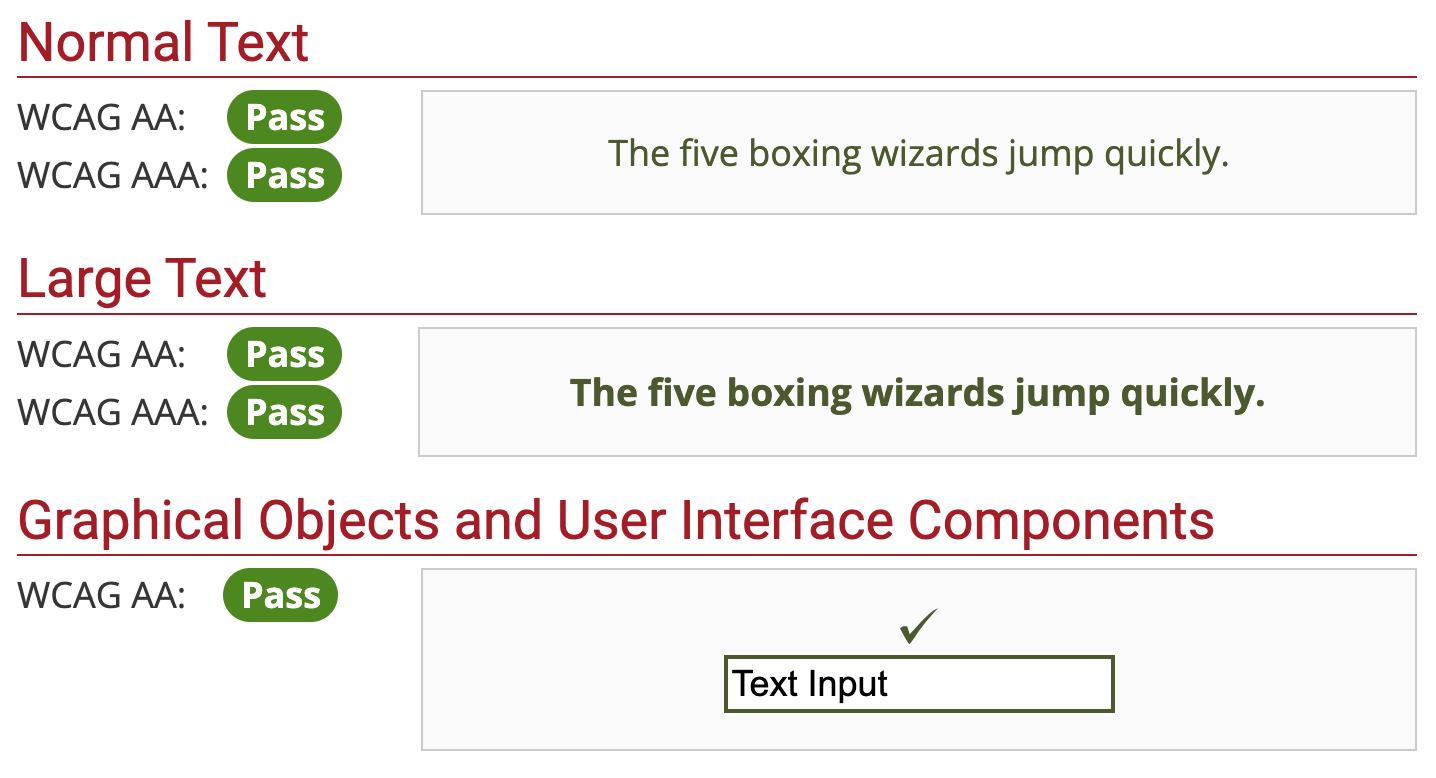 Normal Text
WCAG AA: Pass
The five boxing wizards jump quickly.
WCAG AAA: Pass
Large Text
WCAG AA: Pass
The five boxing wizards jump quickly.
WCAG AAA: Pass
Graphical Objects and User Interface Components
WCAG AA: Pass
Text Input